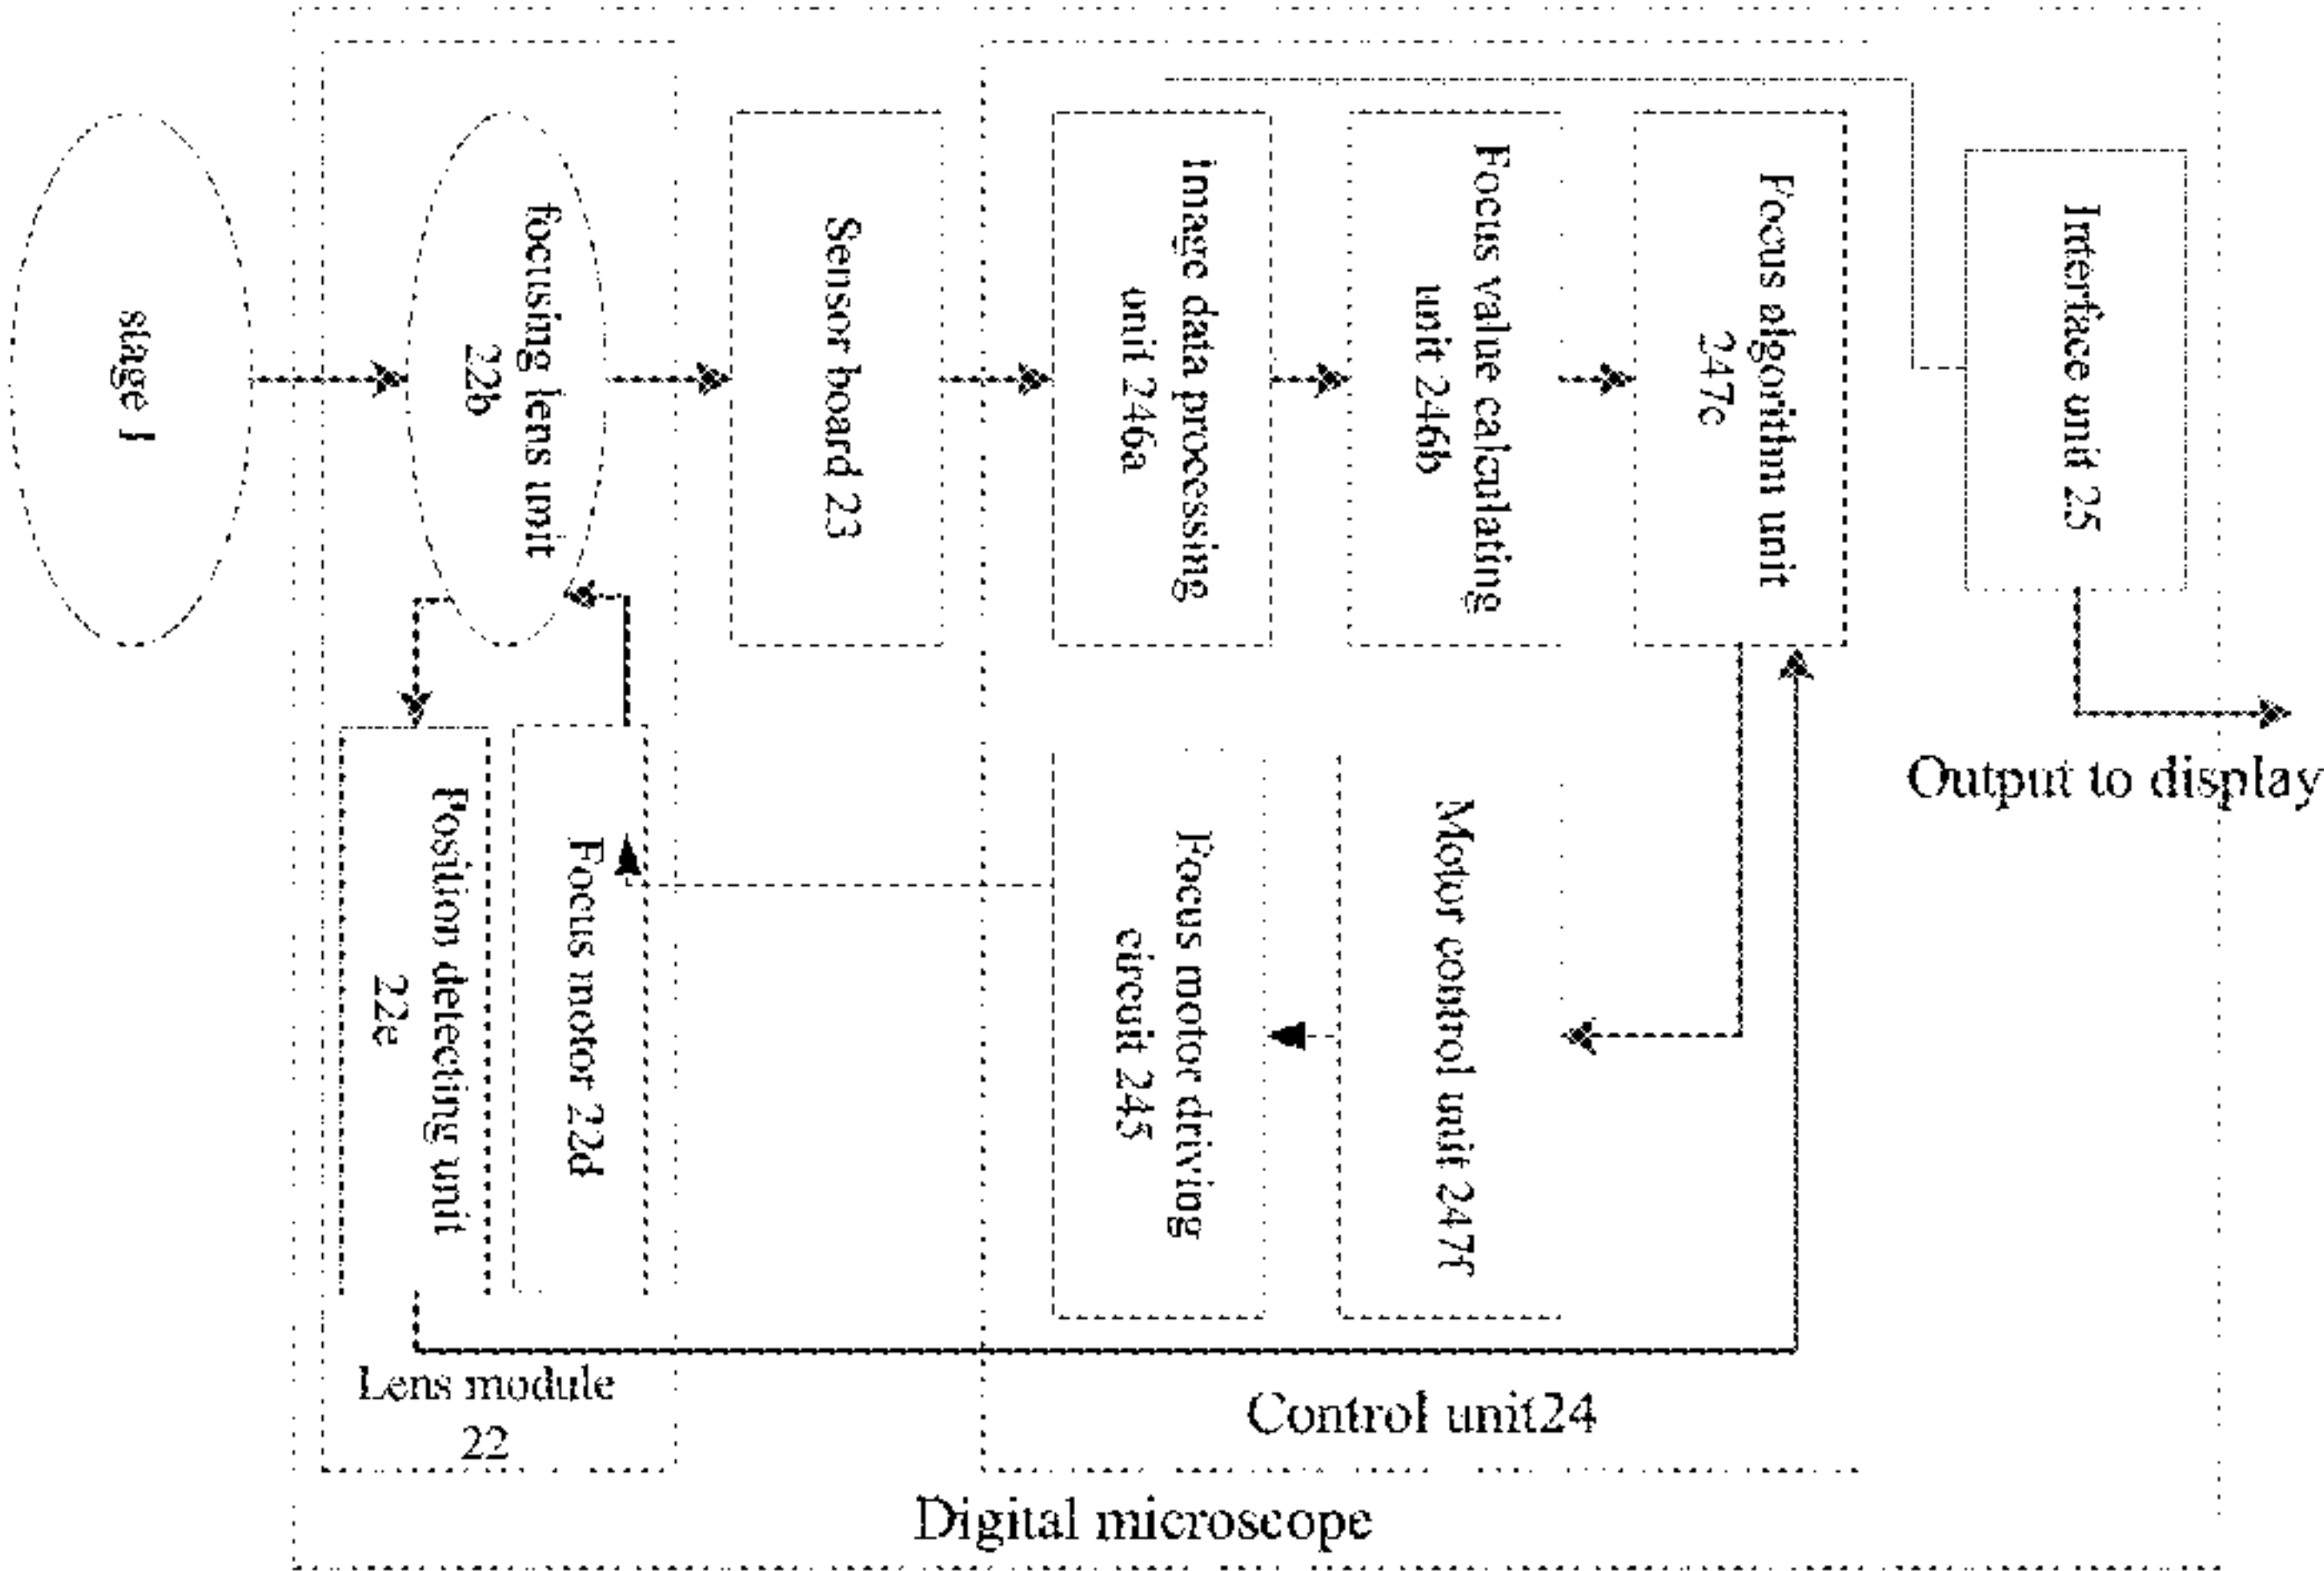 stage 1
focusing lens unit
22b
Sensor board 23
Image data processing
unit 246a
Focus value calculating
unit 246b
Focus algorithm unit
247c
Interface unit 25
Output to display
Position detecting unit
22e
Focus motor 22d
Focus motor driving
circuit 245
Motor control unit 247f
Lens module
22
Control unit24
Digital microscope